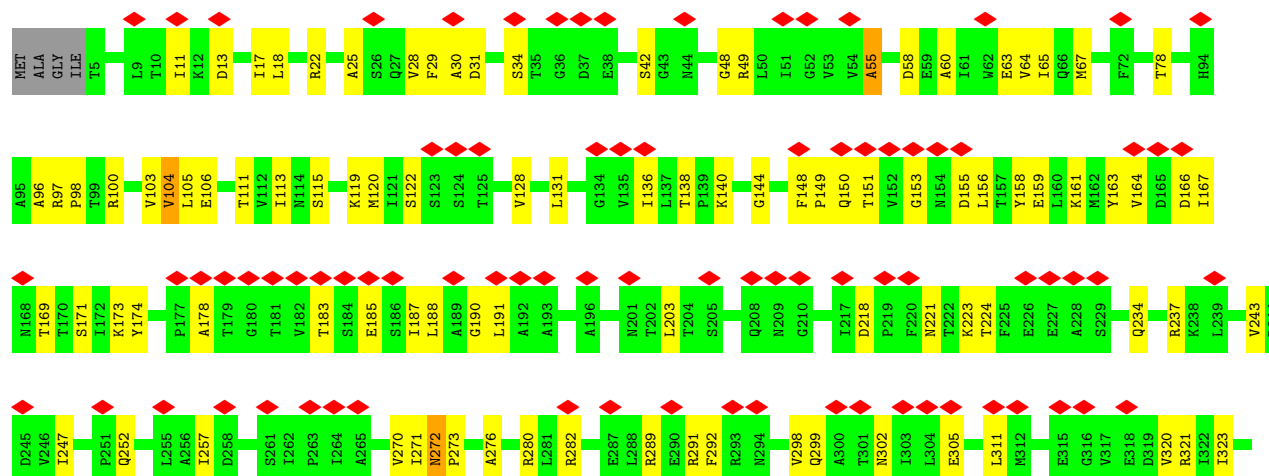 MET ALA GLY ILE T5 L9 T10 I11 K12 D13 I17 L18 R22 A25 S26 Q27 V28 F29 A30 D31 S34 T35 G36 D37 E38 S42 G43 N44 G48 R49 L50 I51 G52 V53 V54 A55 D58 E59 A60 I61 W62 E63 V64 I65 Q66 M67 F72 T78 H94
A95 A96 R97 P98 T99 R100 V103 V104 L105 E106 T111 V112 I113 N114 S115 K119 M120 I121 S122 S123 S124 T125 V128 L131 G134 V135 I136 L137 T138 P139 K140 G144 F148 P149 Q150 T151 V152 G153 N154 D155 L156 T157 Y158 E159 L160 K161 M162 Y163 V164 D165 D166 I167
N168 T169 T170 S171 I172 K173 Y174 P177 A178 T179 G180 T181 V182 T183 S184 E185 S186 I187 L188 A189 G190 L191 A192 A193 A196 N201 T202 L203 T204 S205 Q208 N209 G210 I217 D218 P219 F220 N221 T222 K223 T224 F225 E226 E227 A228 S229 Q234 R237 K238 L239 V243
D245 V246 I247 P251 Q252 L255 A256 I257 D258 S261 I262 P263 I264 A265 V270 I271 N272 P273 A276 R280 L281 R282 E287 L288 R289 E290 R291 F292 R293 N294 V298 Q299 A300 T301 N302 I303 L304 E305 L311 M312 E315 G316 V317 E318 D319 V320 R321 I322 I323